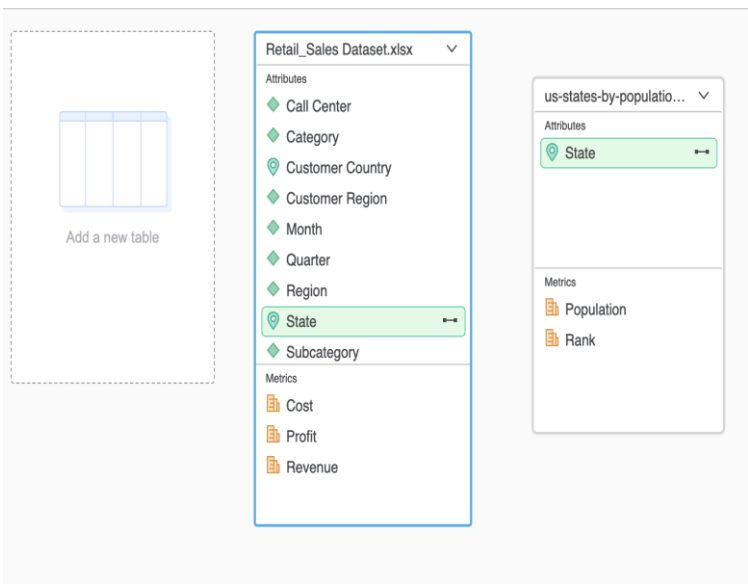 Add a new table
Retail_Sales Dataset.xlsx
Attributes
Call Center
Category
Customer Country
Customer Region
Month
Quarter
Region
State
Subcategory
Metrics
Cost
Profit
Revenue
us-states-by-populatio...
Attributes
State
Metrics
Population
Rank